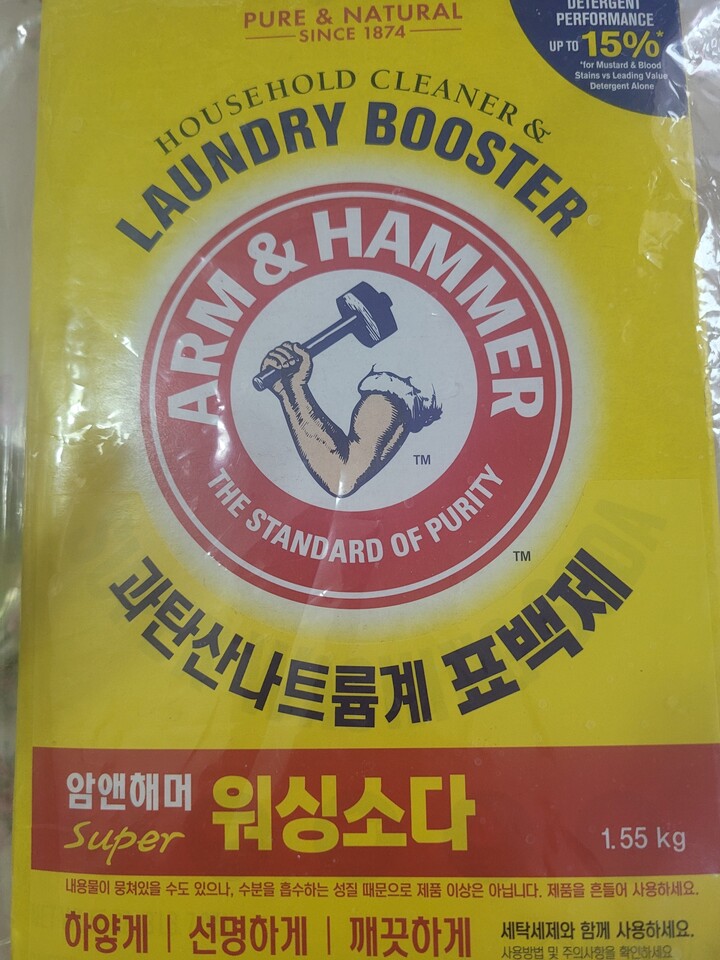 PURE & NATURAL
SINCE 1874
DETERGENT
PERFORMANCE
UP TO 15%*
*for Mustard & Blood
Stains vs Leading Value
Detergent Alone
HOUSEHOLD CLEANER &
LAUNDRY BOOSTER
ARM & HAMMER
TM
THE STANDARD OF PURITY
TM
과탄산나트륨계 표백제
암앤해머
Super 워싱소다
1.55 kg
내용물이 뭉쳐있을 수도 있으나, 수분을 흡수하는 성질 때문으로 제품 이상은 아닙니다. 제품을 흔들어 사용하세요.
하얗게 | 선명하게 | 깨끗하게
세탁세제와 함께 사용하세요.
사용방법 및 주의사항을 확인하세요